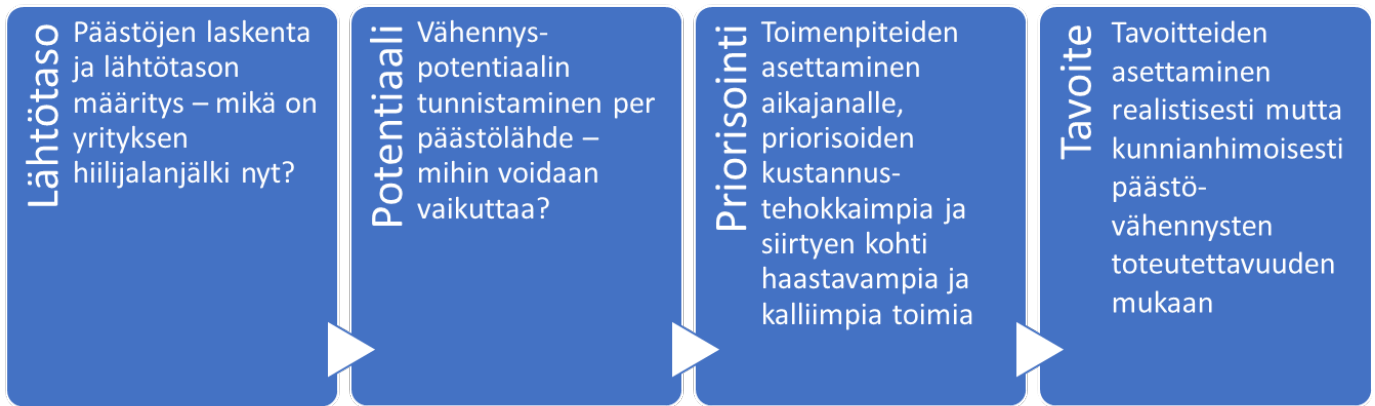 Lähtötaso
Päästöjen laskenta
ja lähtötason
määritys – mikä on
yrityksen
hiilijalanjälki nyt?
Potentiaali
Vähennys-
potentiaalin
tunnistaminen per
päästölähde –
mihin voidaan
vaikuttaa?
Priorisointi
Toimenpiteiden
asettaminen
aikajanalle,
priorisoiden
kustannus-
tehokkaimpia ja
siirtyen kohti
haastavampia ja
kalliimpia toimia
Tavoite
Tavoitteiden
asettaminen
realistisesti mutta
kunnianhimoisesti
päästö-
vähennysten
toteutettavuuden
mukaan